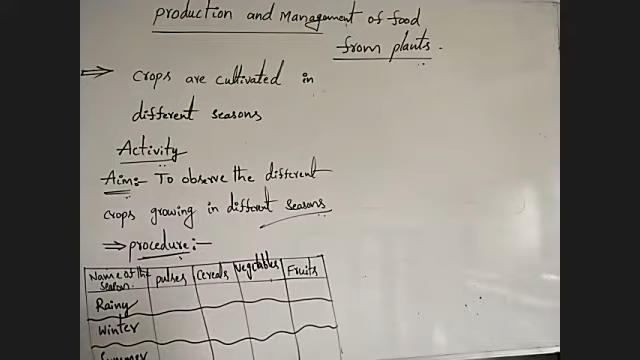 production and Management of food
from plants.
⇒ crops are cultivated in
different seasons
Activity
Aim:- To observe the different
crops growing in different seasons
⇒ procedure:-
Name of the season. pulses cereals vegetables Fruits
Rainy
Winter
Summer